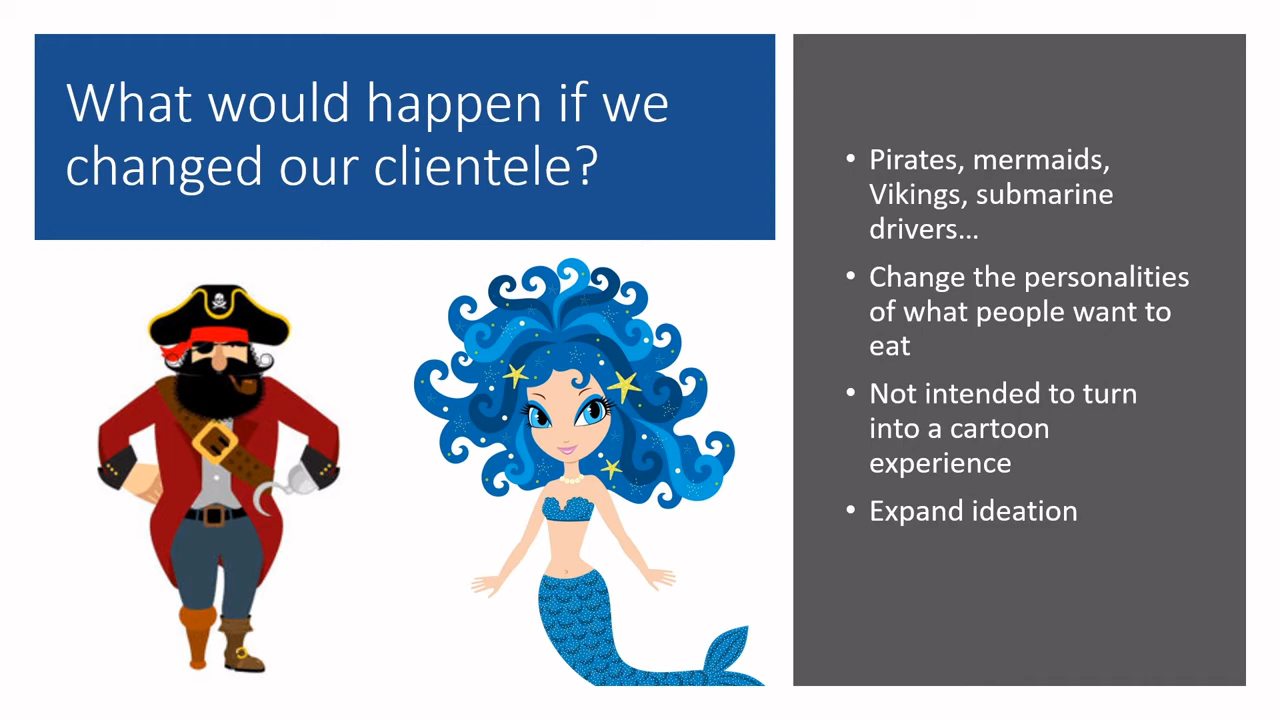 What would happen if we
changed our clientele?
• Pirates, mermaids,
Vikings, submarine
drivers...
• Change the personalities
of what people want to
eat
• Not intended to turn
into a cartoon
experience
• Expand ideation